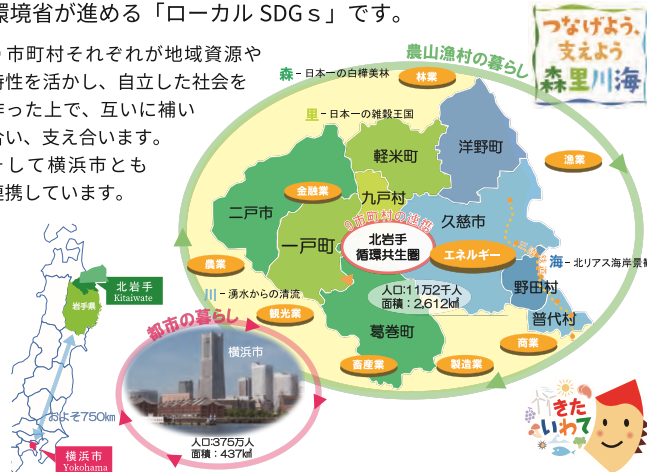 環境省が進める「ローカル SDGs」です。
市町村それぞれが地域資源や
特性を活かし、自立した社会を
作った上で、互いに補い
合い、支え合います。
そして横浜市とも
連携しています。
つなげよう、
支えよう
森里川海
農山漁村の暮らし
森 – 日本一の白樺美林
林業
里 – 日本一の雑穀王国
軽米町
洋野町
漁業
金融業
九戸村
二戸市
9市町村の連携
久慈市
一戸町
北岩手
循環共生圏
エネルギー
農業
海 – 北リアス海岸景観
野田村
川 – 湧水からの清流
人口:11万2千人
面積：2,612㎢
普代村
観光業
葛巻町
商業
畜産業
製造業
北岩手
Kitaiwate
岩手県
およそ750km
横浜市
Yokohama
都市の暮らし
横浜市
人口:375万人
面積：437㎢
きた
いわて